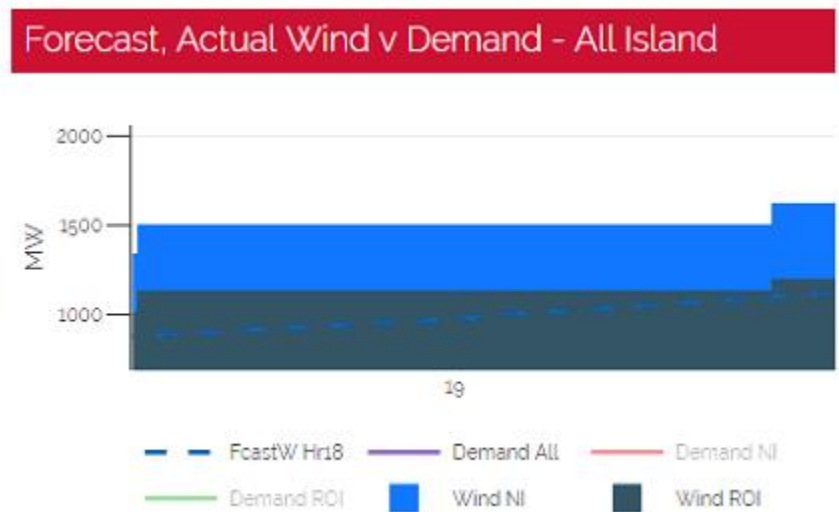 Forecast, Actual Wind v Demand - All Island
2000
MW
1500
1000
19
FcastW Hr18 Demand All Demand NI
Demand ROI Wind NI Wind ROI